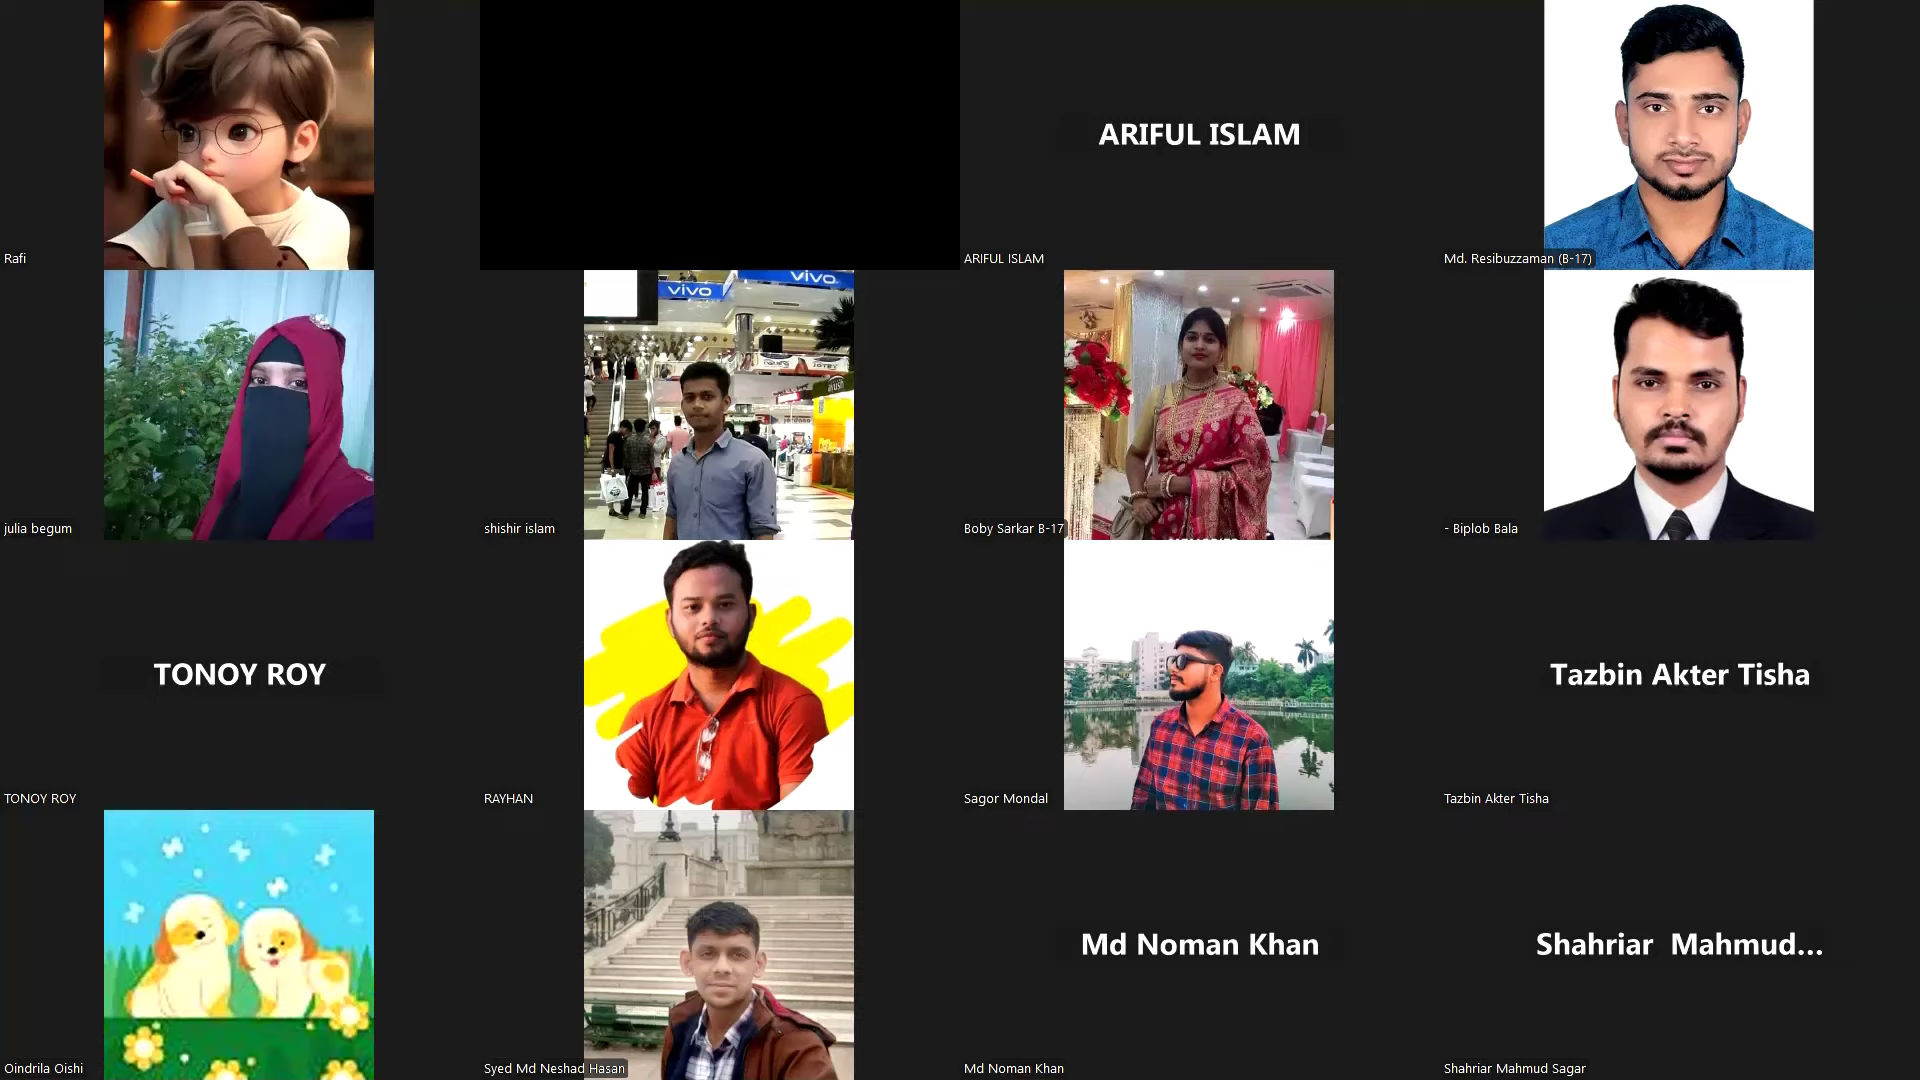 ARIFUL ISLAM
Rafi
ARIFUL ISLAM
Md. Resibuzzaman (B-17)
vivo
vivo
julia begum
shishir islam
Boby Sarkar B-17
- Biplob Bala
TONOY ROY
Tazbin Akter Tisha
TONOY ROY
RAYHAN
Sagor Mondal
Tazbin Akter Tisha
Md Noman Khan
Shahriar Mahmud...
Oindrila Oishi
Syed Md Neshad Hasan
Md Noman Khan
Shahriar Mahmud Sagar